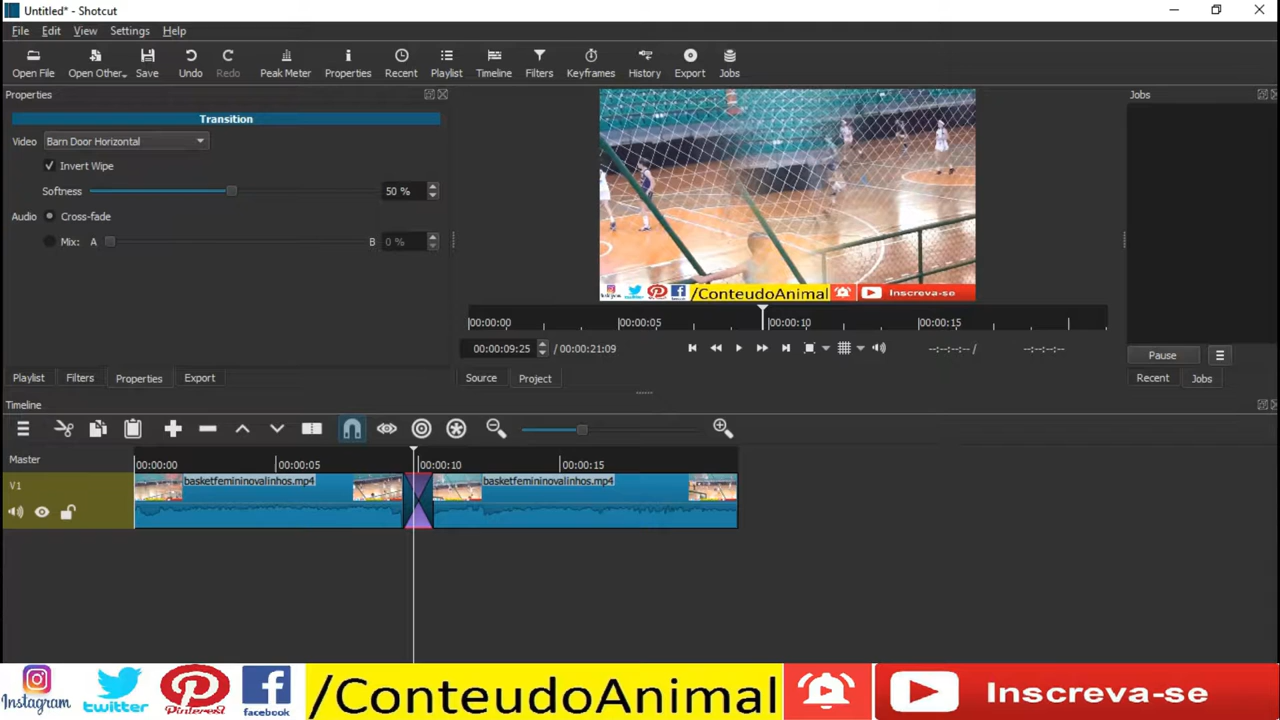 Untitled* - Shotcut
File Edit View Settings Help
Open File Open Other.. Save Undo Redo Peak Meter Properties Recent Playlist Timeline Filters Keyframes History Export Jobs
Properties
Jobs
Transition
Video Barn Door Horizontal
Invert Wipe
Softness 50 %
Audio Cross-fade
Mix: A B 0 %
/ConteudoAnimal Inscreva-se
00:00:00 00:00:05 00:00:10 00:00:15
00:00:09:25 / 00:00:21:09
--:--:--:-- / --:--:--:--
Pause
Playlist Filters Properties Export
Source Project
Recent Jobs
Timeline
Master
00:00:00 00:00:05 00:00:10 00:00:15
V1
basketfemininovalinhos.mp4 basketfemininovalinhos.mp4
Instagram twitter Pinterest facebook /ConteudoAnimal Inscreva-se